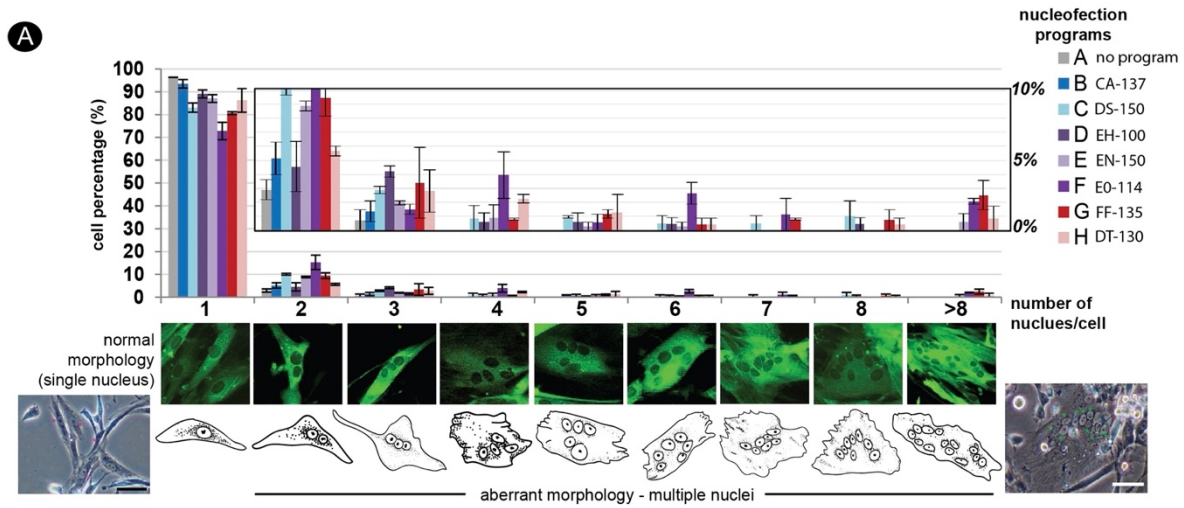 A
nucleofection
programs
A no program
B CA-137
C DS-150
D EH-100
E EN-150
F E0-114
G FF-135
H DT-130
cell percentage (%)
100
90
80
70
60
50
40
30
20
10
0
10%
5%
0%
1 2 3 4 5 6 7 8 >8
number of
nuclues/cell
normal
morphology
(single nucleus)
aberrant morphology - multiple nuclei